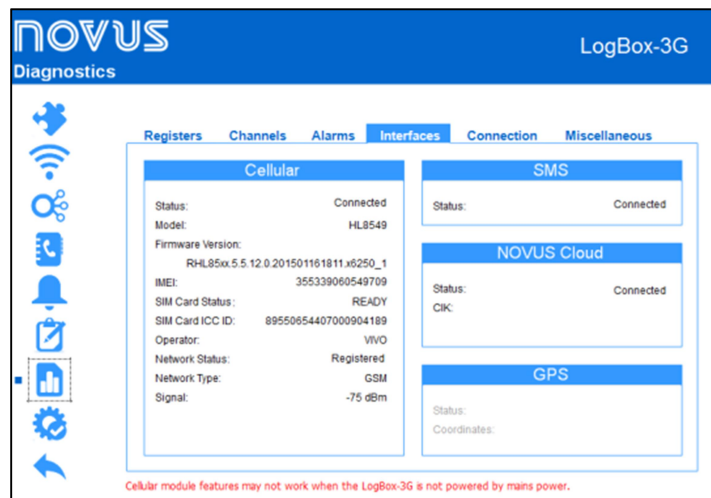 NOVUS
LogBox-3G
Diagnostics
Registers Channels Alarms Interfaces Connection Miscellaneous
Cellular
Status: Connected
Model: HL8549
Firmware Version:
RHL85xx.5.5.12.0.201501161811.x6250_1
IMEI: 355339060549709
SIM Card Status: READY
SIM Card ICC ID: 89550654407000904189
Operator: VIVO
Network Status: Registered
Network Type: GSM
Signal: -75 dBm
SMS
Status: Connected
NOVUS Cloud
Status: Connected
CIK:
GPS
Status:
Coordinates:
Cellular module features may not work when the LogBox-3G is not powered by mains power.